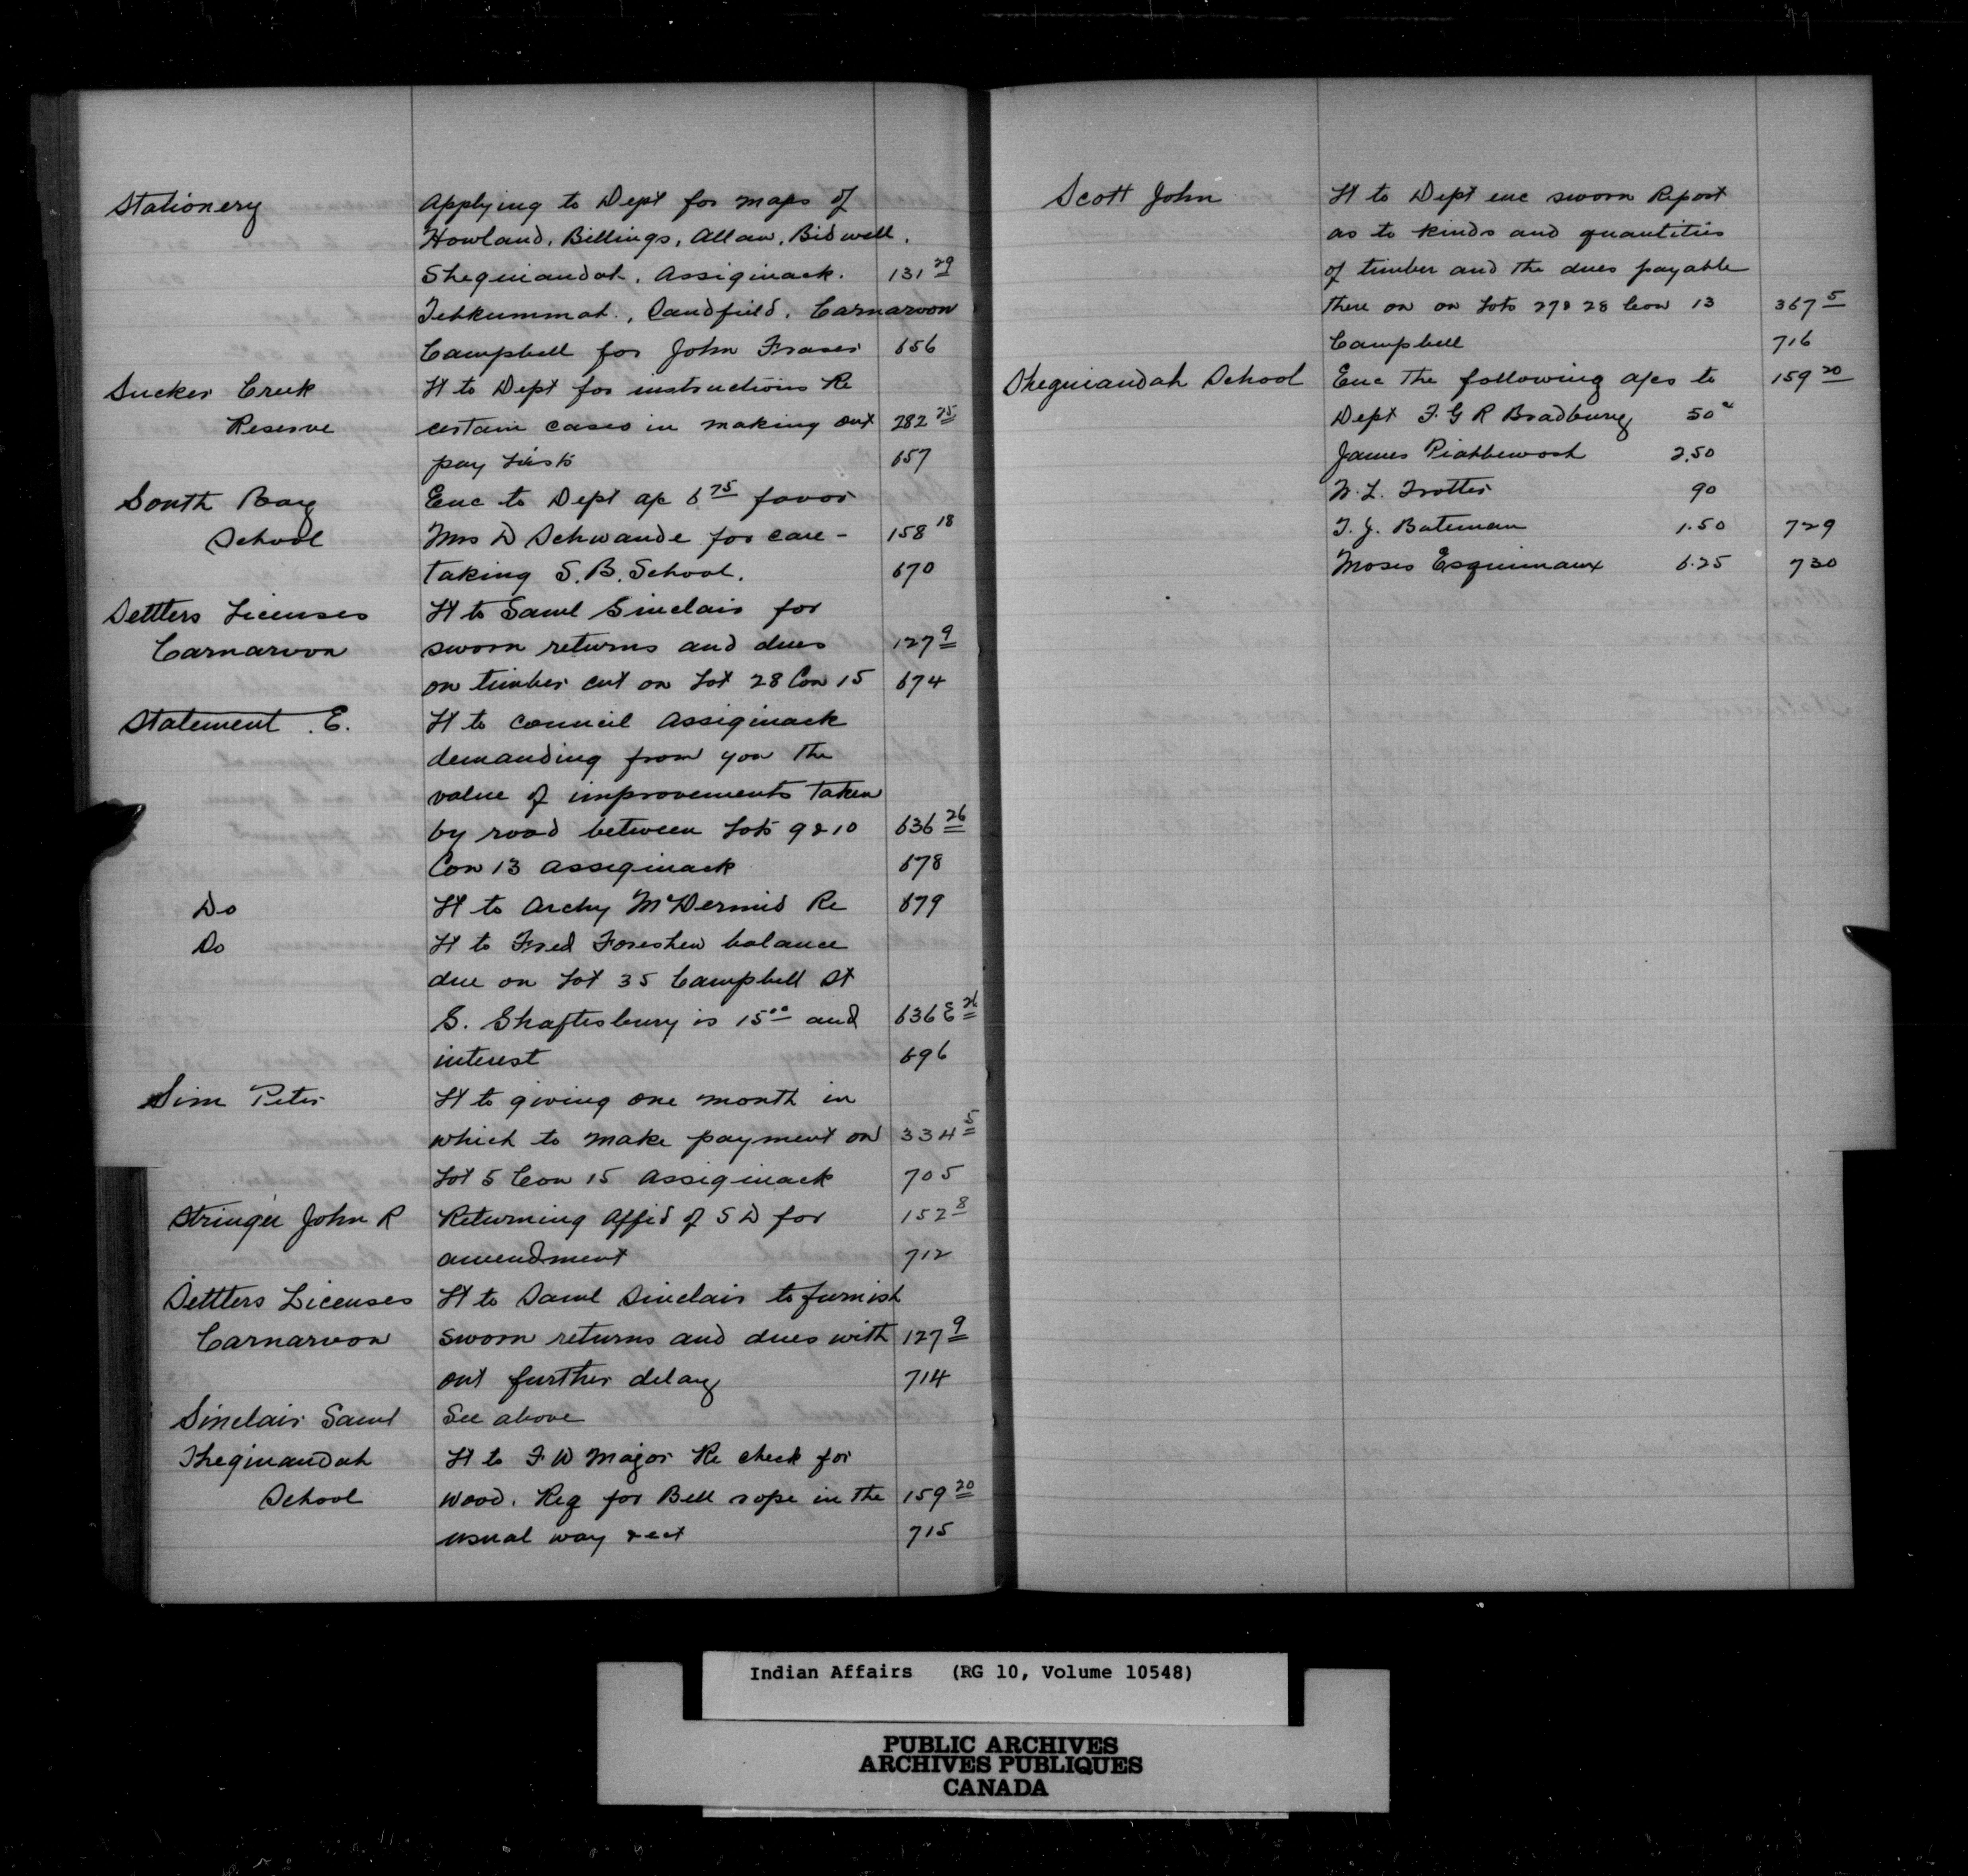 Stationery Applying to Dept for maps of
Howland, Billings, Allan, Bidwell,
Sheguiandah, Assiginack. 131 29
Tehkummah., Sandfield, Carnarvon
Campbell for John Fraser 656
Sucker Creek Lt to Dept for instructions Re
Reserve certain cases in making out 282 25
pay Lists 657
South Bay Enc to Dept a/c 6 75 favor
School Mrs D Schwande for care- 158 18
taking S. B. School. 670
Settlers Licenses Lt to Saml Sinclair for
Carnarvon sworn returns and dues 127 9
on timber cut on Lot 28 Con 15 674
Statement E. Lt to Council Assiginack
demanding from you the
value of improvements taken
by road between Lots 9 & 10 636 26
Con 13 Assiginack 678
Do Lt to Archy McDermid Re 679
Do Lt to Fred Foreshew balance
due on Lot 35 Campbell St
S. Shaftesbury is 15 00 and 636 E 26
interest 696
Sim Peter Lt to giving one month in
which to make payment on 334 5
Lot 5 Con 15 Assiginack 705
Stringer John R Returning Affid of S D for 152 8
amendment 712
Settlers Licenses Lt to Saml Sinclair to furnish
Carnarvon sworn returns and dues with 127 9
out further delay 714
Sinclair Saml See above
Sheguiandah Lt to F W Major Re check for
School wood. Req for Bell rope in the 159 20
usual way & ect 715
Scott John Lt to Dept enc sworn Report
as to kinds and quantities
of timber and the dues payable
there on on Lots 27 & 28 Con 13 367 5
Campbell 716
Sheguiandah School Enc the following a/cs to 159 20
Dept F. G R Bradbury 50
James Piabbewash 2.50
W. L. Trotter 90
T. J. Bateman 1.50 729
Moses Esquimaux 6.25 730
Indian Affairs (RG 10, Volume 10548)
PUBLIC ARCHIVES
ARCHIVES PUBLIQUES
CANADA